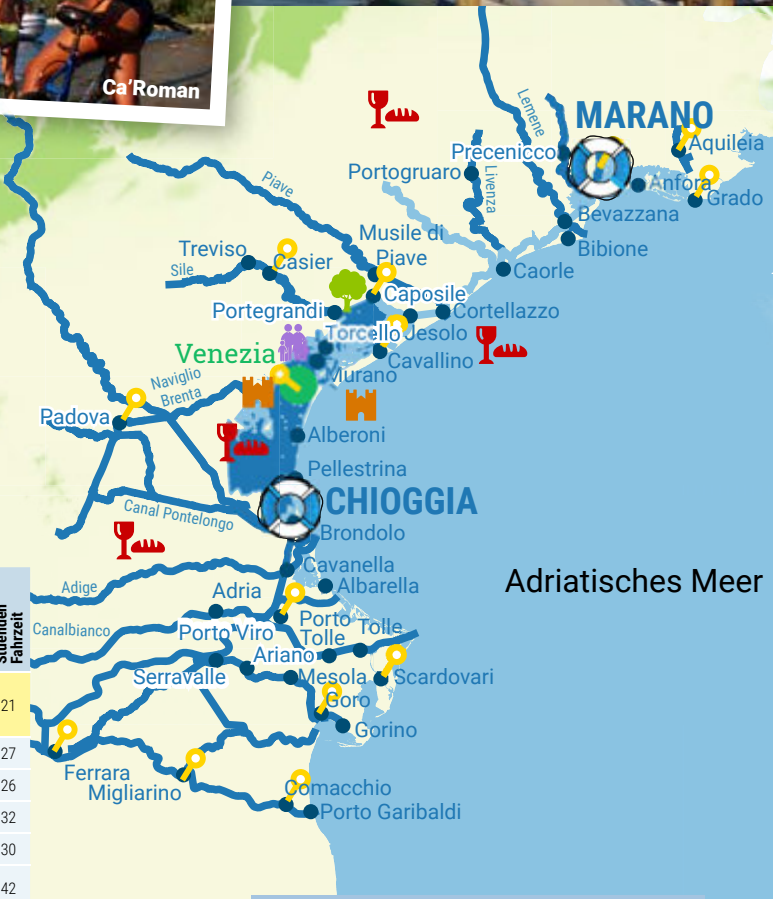 Ca'Roman
MARANO
Lemene
Precenicco
Aquileia
Portogruaro
Livenza
Anfora
Grado
Piave
Bevazzana
Musile di
Piave
Treviso
Casier
Bibione
Sile
Caorle
Caposile
Portegrandi
Cortellazzo
Torcello
Jesolo
Venezia
Cavallino
Murano
Naviglio
Brenta
Padova
Alberoni
Pellestrina
CHIOGGIA
Canal Pontelongo
Brondolo
Cavanella
Adriatisches Meer
Adige
Adria
Albarella
Canalbianco
Porto
Tolle
Tolle
Porto Viro
Ariano
Serravalle
Mesola
Scardovari
Goro
Gorino
Ferrara
Migliarino
Comacchio
Porto Garibaldi
Fahrzeit
21
27
26
32
30
42